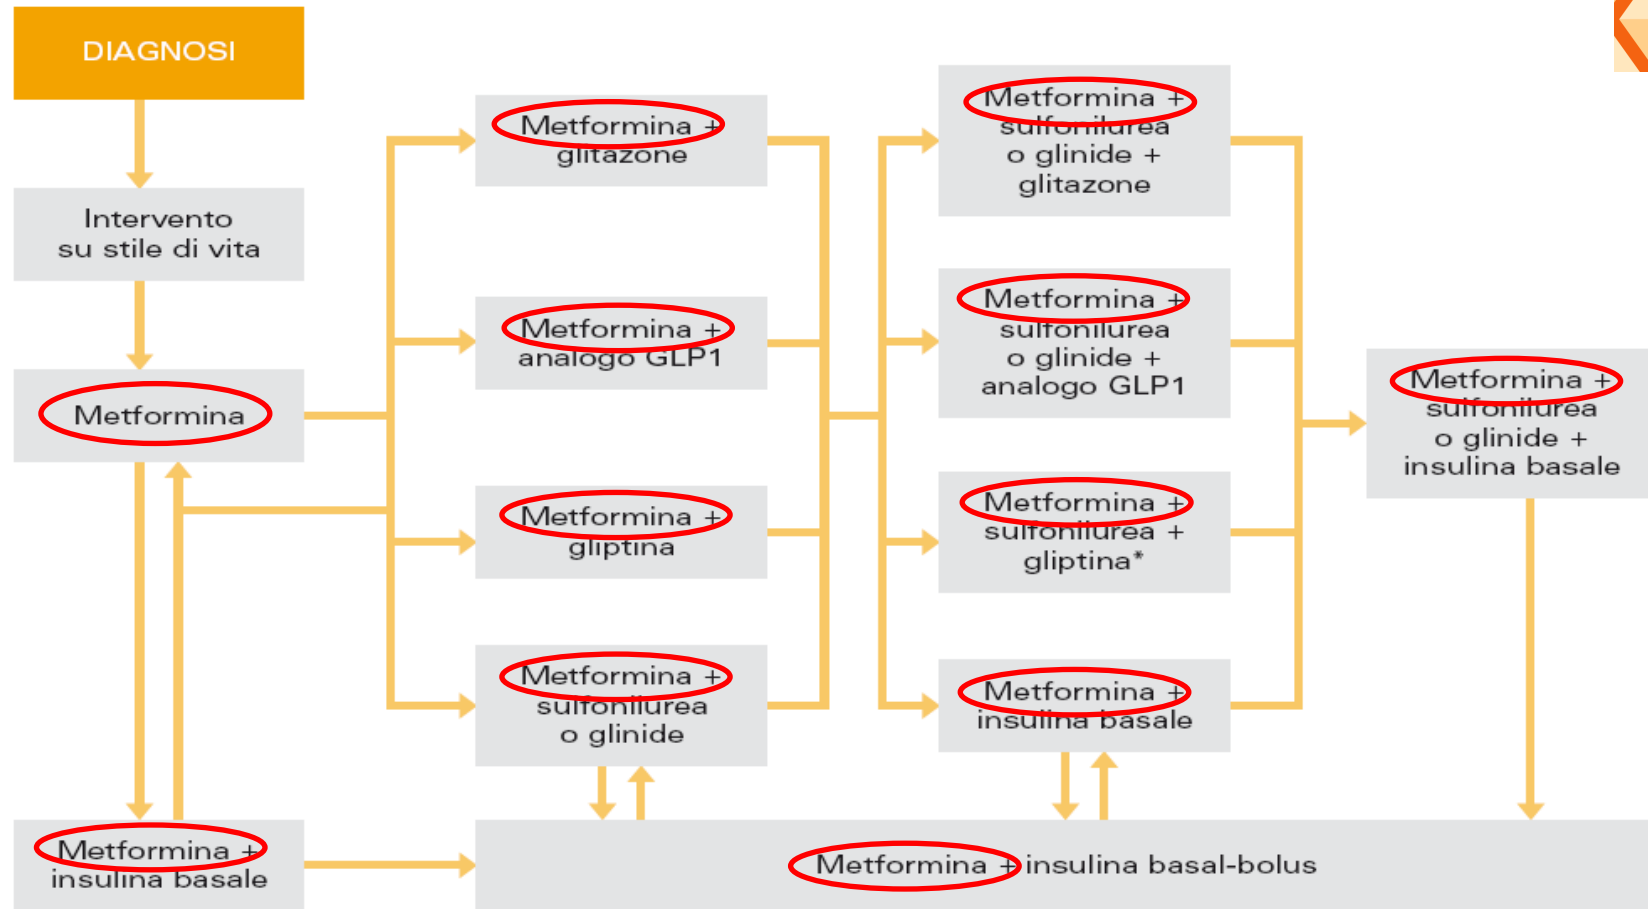 DIAGNOSI
Intervento
su stile di vita
Metformina
Metformina +
insulina basale
Metformina +
glitazone
Metformina +
analogo GLP1
Metformina +
gliptina
Metformina +
sulfonilurea
o glinide
Metformina +
sulfonilurea
o glinide +
glitazone
Metformina +
sulfonilurea
o glinide +
analogo GLP1
Metformina +
sulfonilurea +
gliptina*
Metformina +
insulina basale
Metformina +
sulfonilurea
o glinide +
insulina basale
Metformina + insulina basal-bolus